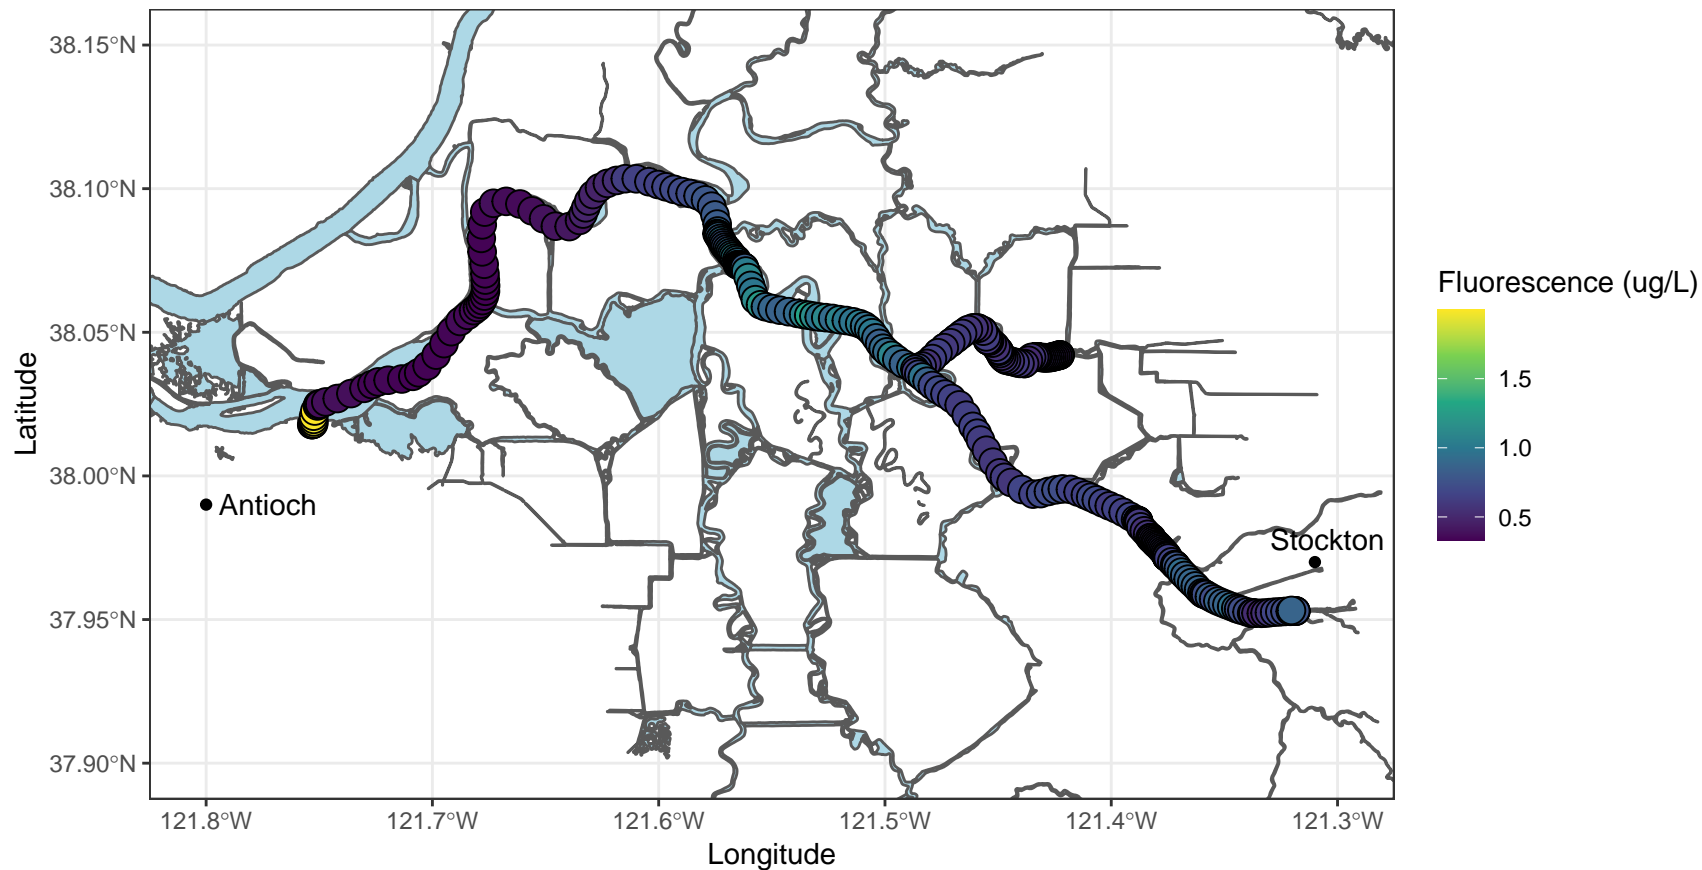 38.15°N
38.10°N
38.05°N
38.00°N
37.95°N
37.90°N
Latitude
Antioch
Stockton
121.8°W
121.7°W
121.6°W
121.5°W
121.4°W
121.3°W
Longitude
Fluorescence (ug/L)
1.5
1.0
0.5